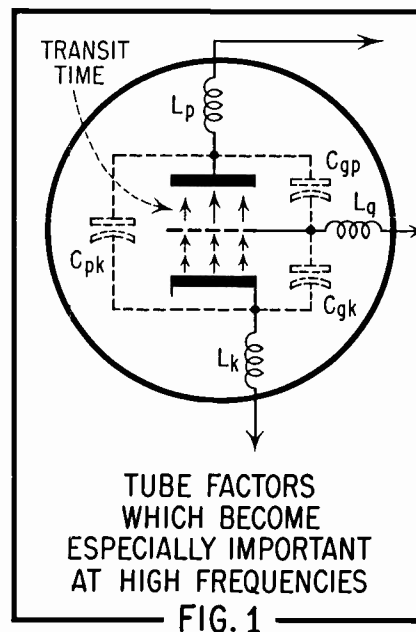 TRANSIT
TIME
Lp
Cgp
Lg
Cpk
Cgk
Lk
TUBE FACTORS
WHICH BECOME
ESPECIALLY IMPORTANT
AT HIGH FREQUENCIES
FIG. 1